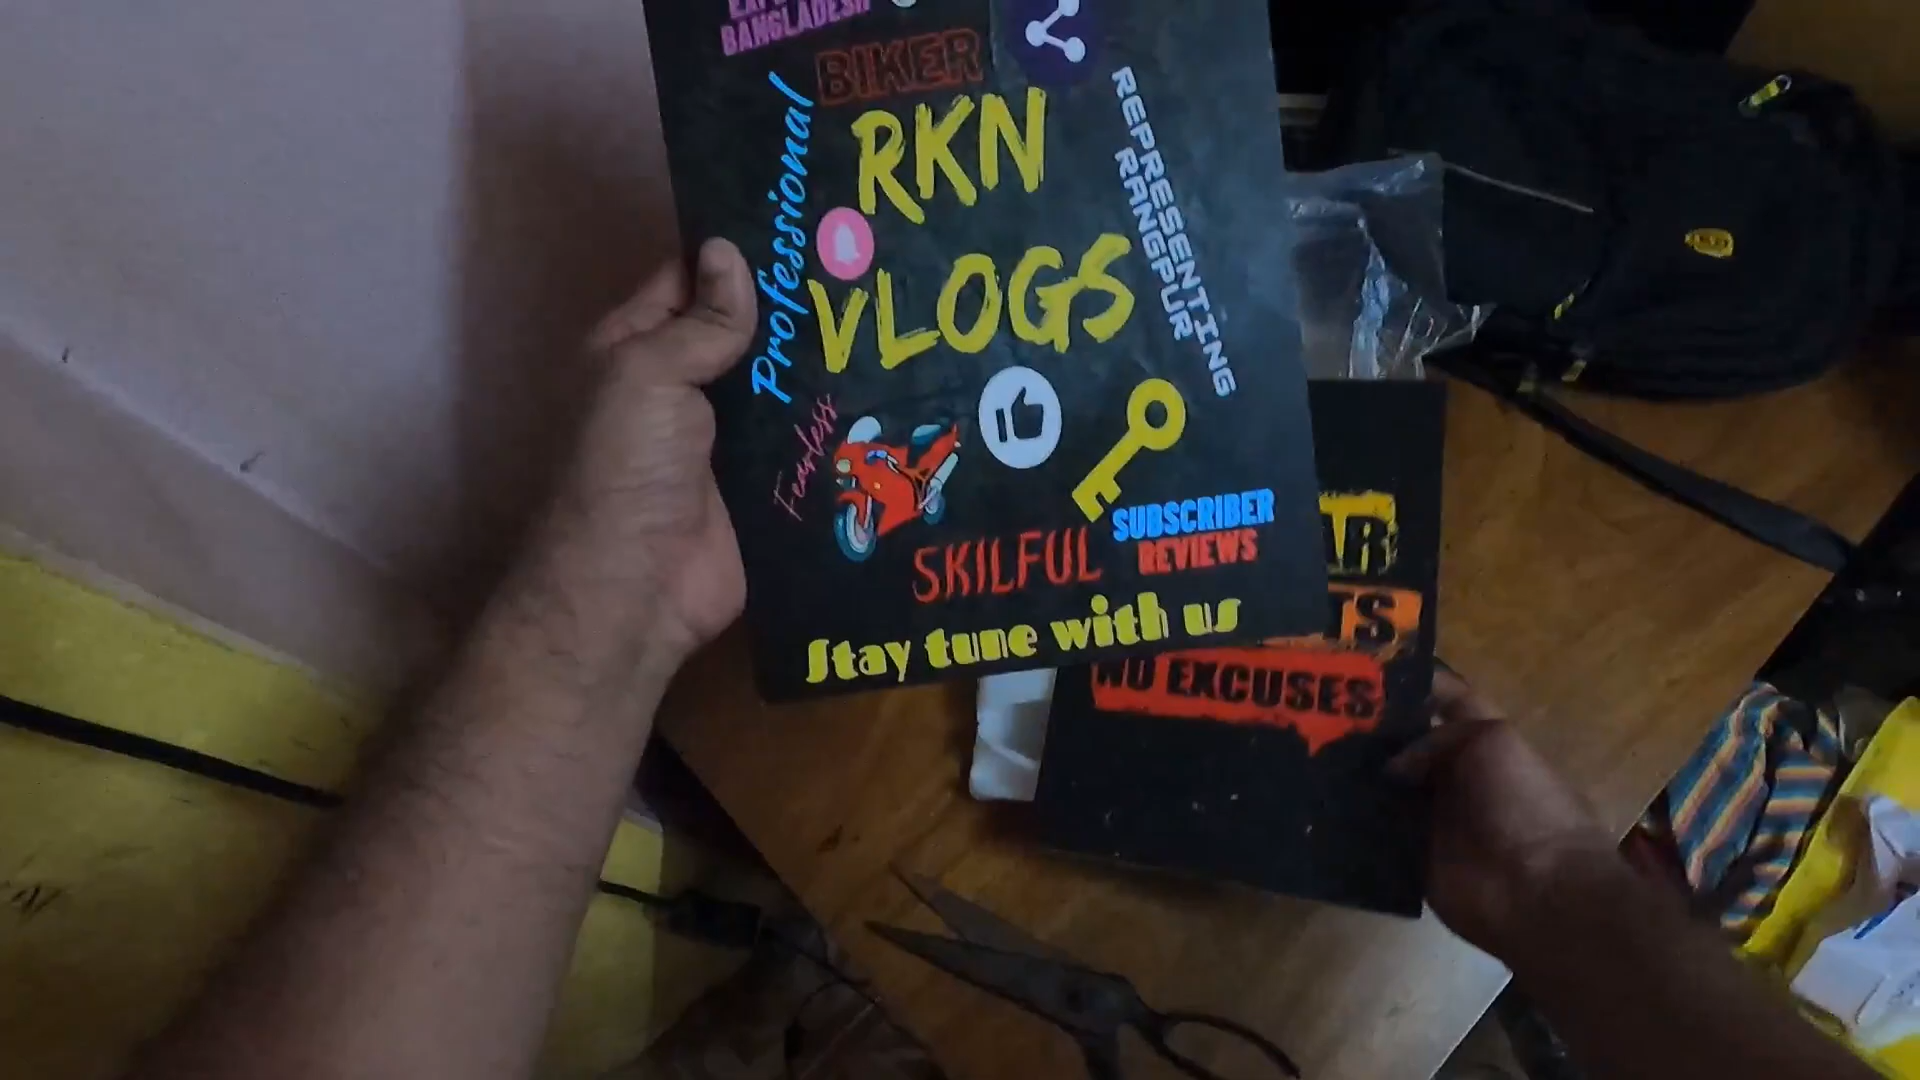 BANGLADESH
BIKER
Professional
RKN
VLOGS
REPRESENTING
RANGPUR
Fearless
SKILFUL
SUBSCRIBER
REVIEWS
Stay tune with us
NO EXCUSES